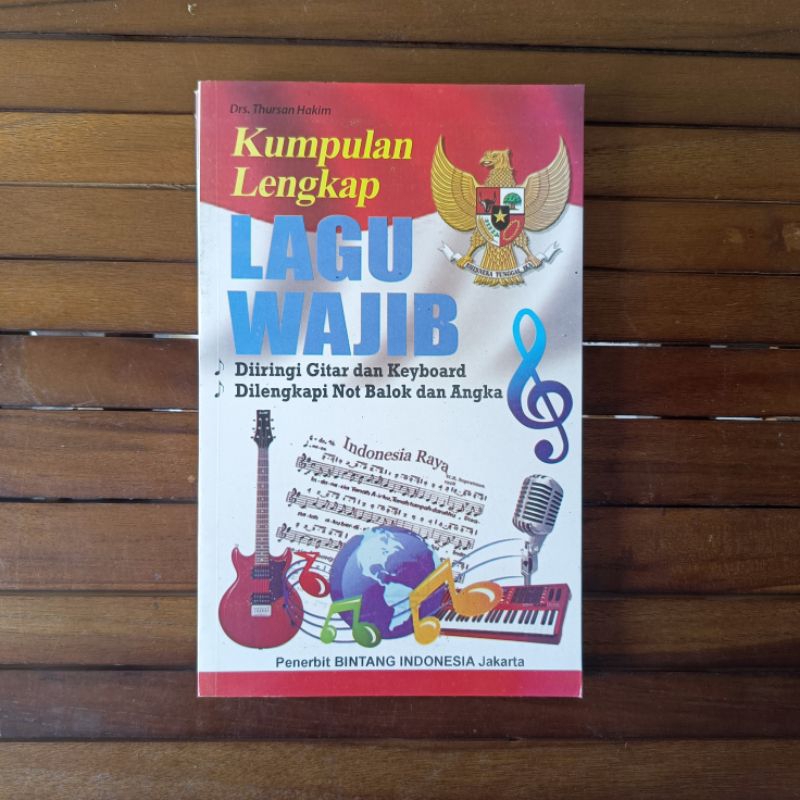 Drs. Thursan Hakim
Kumpulan
Lengkap
LAGU
WAJIB
Diiringi Gitar dan Keyboard
Dilengkapi Not Balok dan Angka
BHINNEKA TUNGGAL IKA
Indonesia Raya
Penerbit BINTANG INDONESIA Jakarta